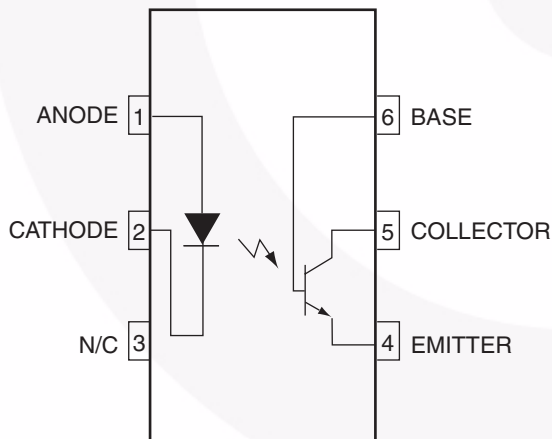 ANODE 1
CATHODE 2
N/C 3
6 BASE
5 COLLECTOR
4 EMITTER